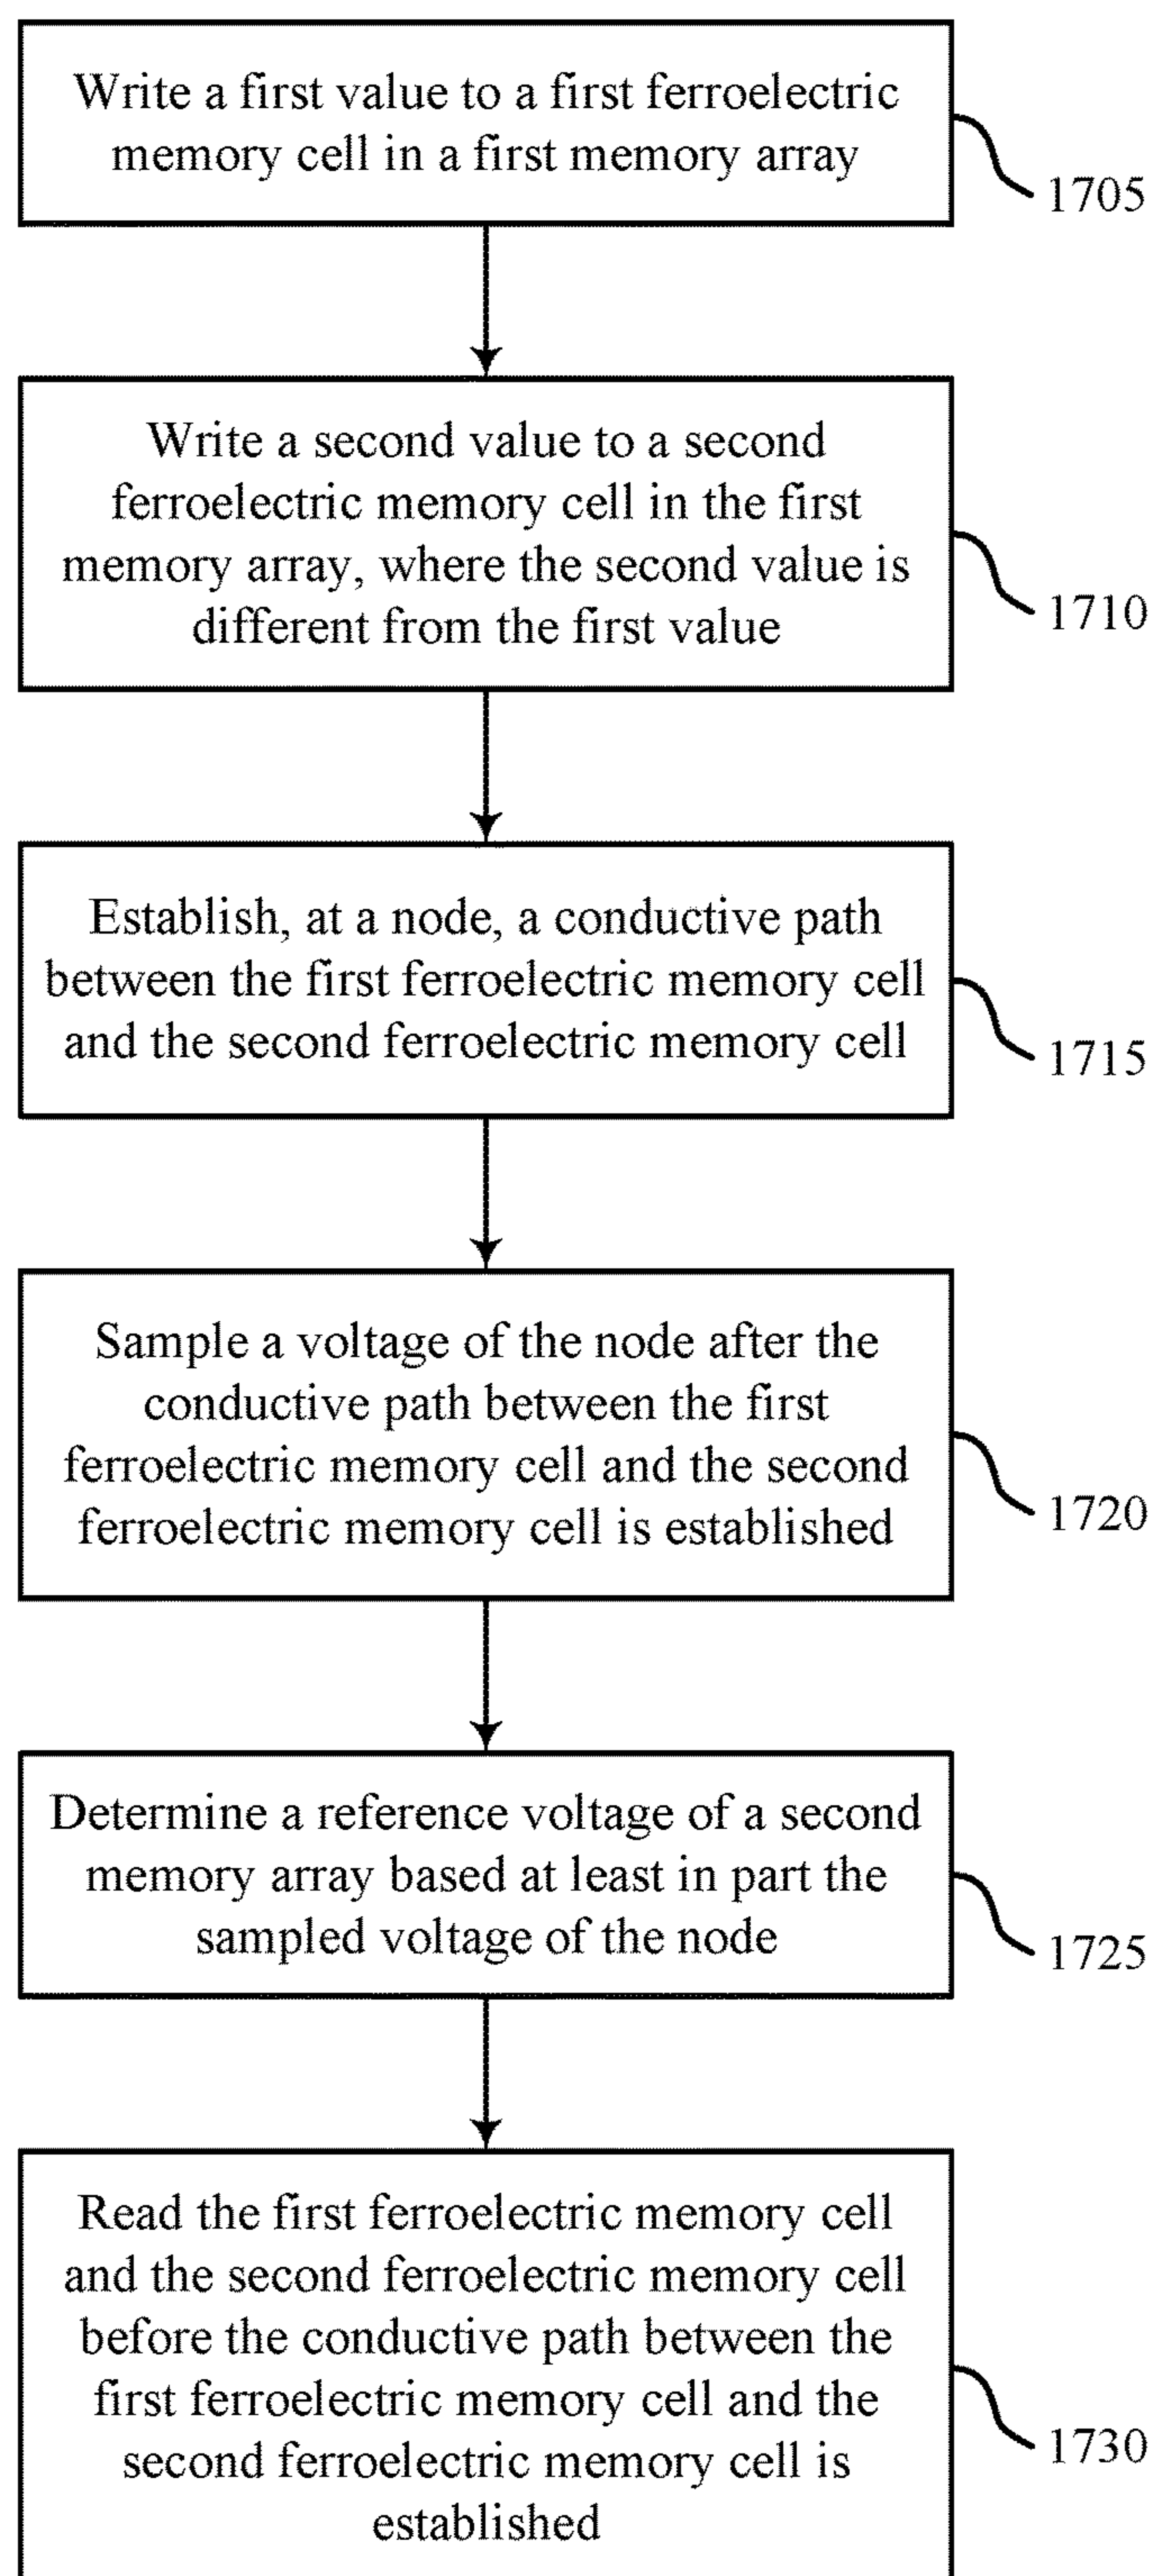 Write a first value to a first ferroelectric
memory cell in a first memory array
1705
Write a second value to a second
ferroelectric memory cell in the first
memory array, where the second value is
different from the first value
1710
Establish, at a node, a conductive path
between the first ferroelectric memory cell
and the second ferroelectric memory cell
1715
Sample a voltage of the node after the
conductive path between the first
ferroelectric memory cell and the second
ferroelectric memory cell is established
1720
Determine a reference voltage of a second
memory array based at least in part the
sampled voltage of the node
1725
Read the first ferroelectric memory cell
and the second ferroelectric memory cell
before the conductive path between the
first ferroelectric memory cell and the
second ferroelectric memory cell is
established
1730